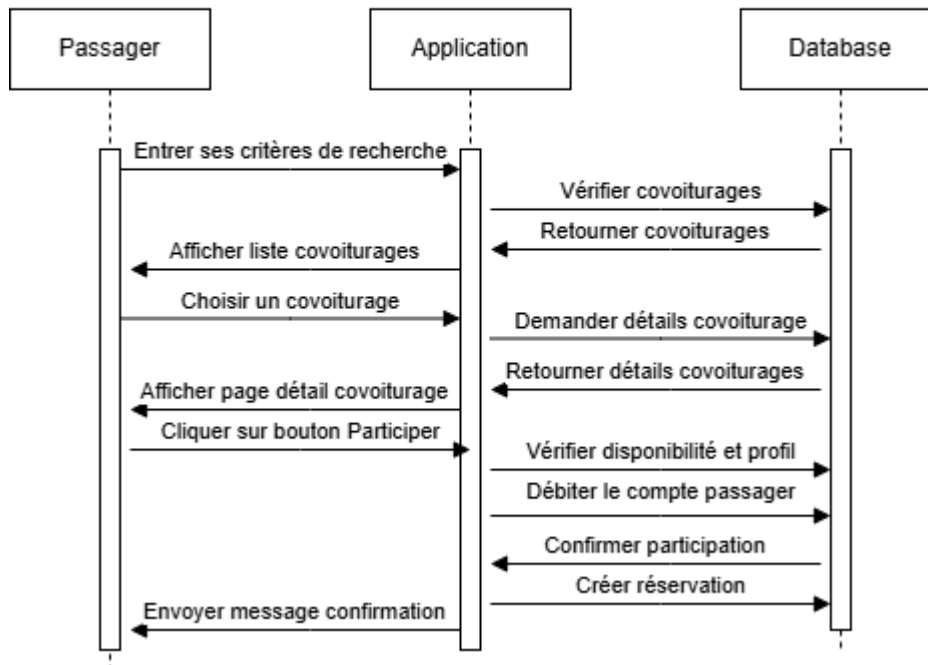 Passager
Application
Database
Entrer ses critères de recherche
Vérifier covoiturages
Retourner covoiturages
Afficher liste covoiturages
Choisir un covoiturage
Demander détails covoiturage
Retourner détails covoiturages
Afficher page détail covoiturage
Cliquer sur bouton Participer
Vérifier disponibilité et profil
Débiter le compte passager
Confirmer participation
Créer réservation
Envoyer message confirmation